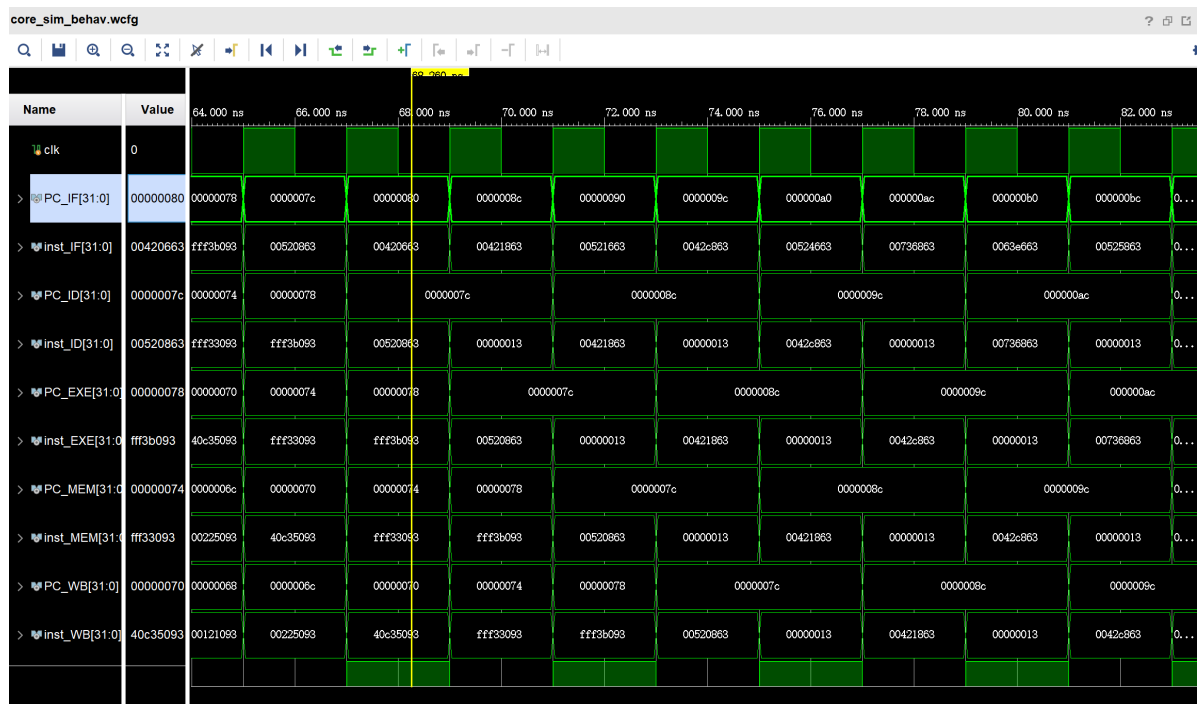 core_sim_behav.wcfg
Name Value 64.000 ns 66.000 ns 68.000 ns 70.000 ns 72.000 ns 74.000 ns 76.000 ns 78.000 ns 80.000 ns 82.000 ns
clk 0
PC_IF[31:0] 00000080 00000078 0000007c 00000080 0000008c 00000090 0000009c 000000a0 000000ac 000000b0 000000bc 0...
inst_IF[31:0] 00420663 fff3b093 00520863 00420663 00421863 00521663 0042c863 00524663 00736863 0063e663 00525863 0...
PC_ID[31:0] 0000007c 00000074 00000078 0000007c 0000008c 0000009c 000000ac 0...
inst_ID[31:0] 00520863 fff33093 fff3b093 00520863 00000013 00421863 00000013 0042c863 00000013 00736863 00000013 0...
PC_EXE[31:0] 00000078 00000070 00000074 00000078 0000007c 0000008c 0000009c 000000ac
inst_EXE[31:0 fff3b093 40c35093 fff33093 fff3b093 00520863 00000013 00421863 00000013 0042c863 00000013 00736863 0...
PC_MEM[31:0 00000074 0000006c 00000070 00000074 00000078 0000007c 0000008c 0000009c 0...
inst_MEM[31:0 fff33093 00225093 40c35093 fff33093 fff3b093 00520863 00000013 00421863 00000013 0042c863 00000013 0...
PC_WB[31:0] 00000070 00000068 0000006c 00000070 00000074 00000078 0000007c 0000008c 0000009c
inst_WB[31:0] 40c35093 00121093 00225093 40c35093 fff33093 fff3b093 00520863 00000013 00421863 00000013 0042c863 0...